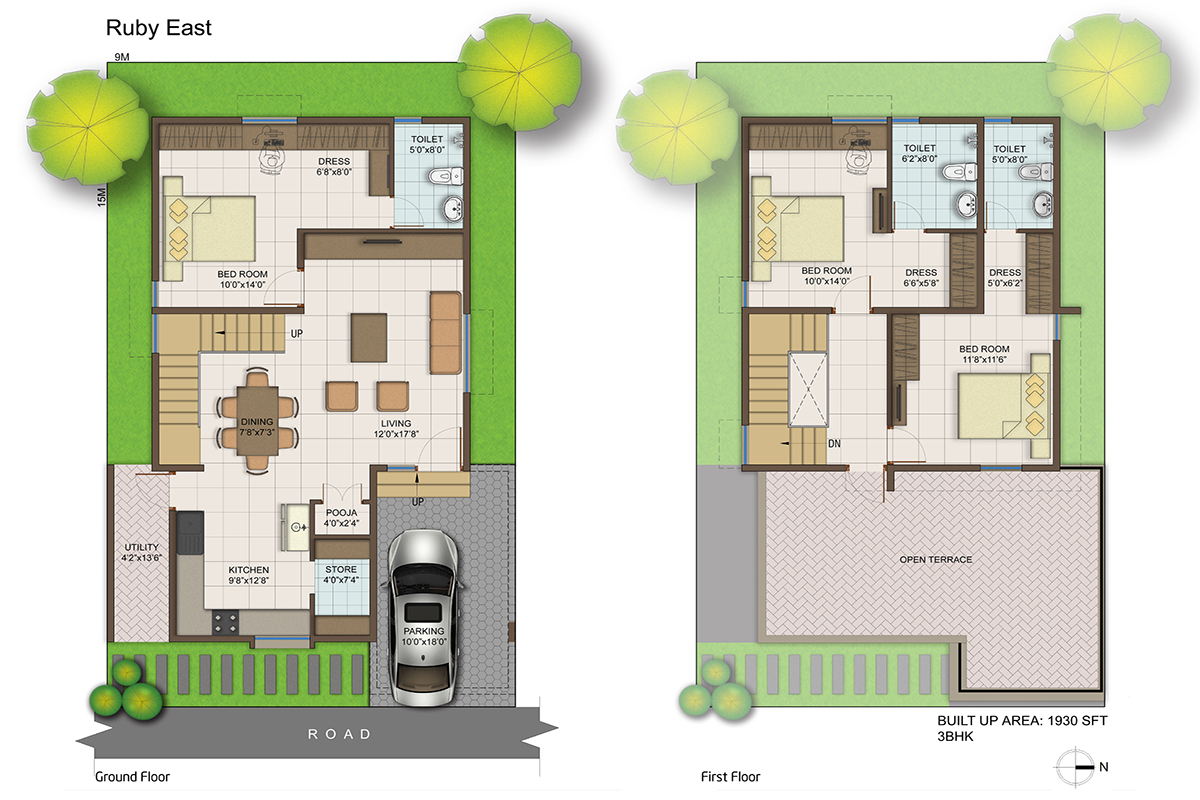 Ruby East
9M
15M
TOILET
5'0"x8'0"
DRESS
6'8"x8'0"
BED ROOM
10'0"x14'0"
UP
DINING
7'8"x7'3"
LIVING
12'0"x17'8"
UP
POOJA
4'0"x2'4"
UTILITY
4'2"x13'6"
KITCHEN
9'8"x12'8"
STORE
4'0"x7'4"
PARKING
10'0"x18'0"
ROAD
Ground Floor
TOILET
6'2"x8'0"
TOILET
5'0"x8'0"
BED ROOM
10'0"x14'0"
DRESS
6'6"x5'8"
DRESS
5'0"x6'2"
BED ROOM
11'8"x11'6"
DN
OPEN TERRACE
BUILT UP AREA: 1930 SFT
3BHK
N
First Floor